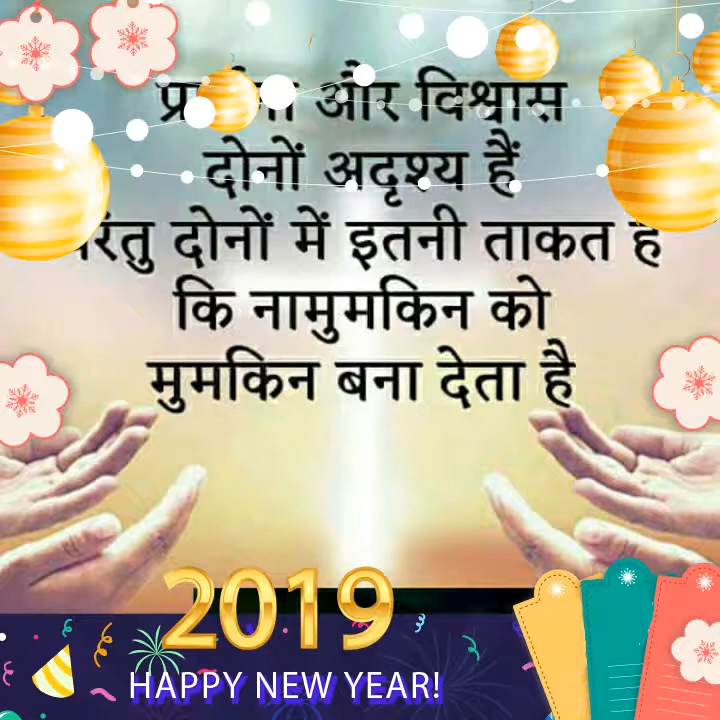 और विश्वास
दोनों अदृश्य हैं
दोनों में इतनी ताकत है
कि नामुमकिन को
मुमकिन बना देता है
2019
HAPPY NEW YEAR!